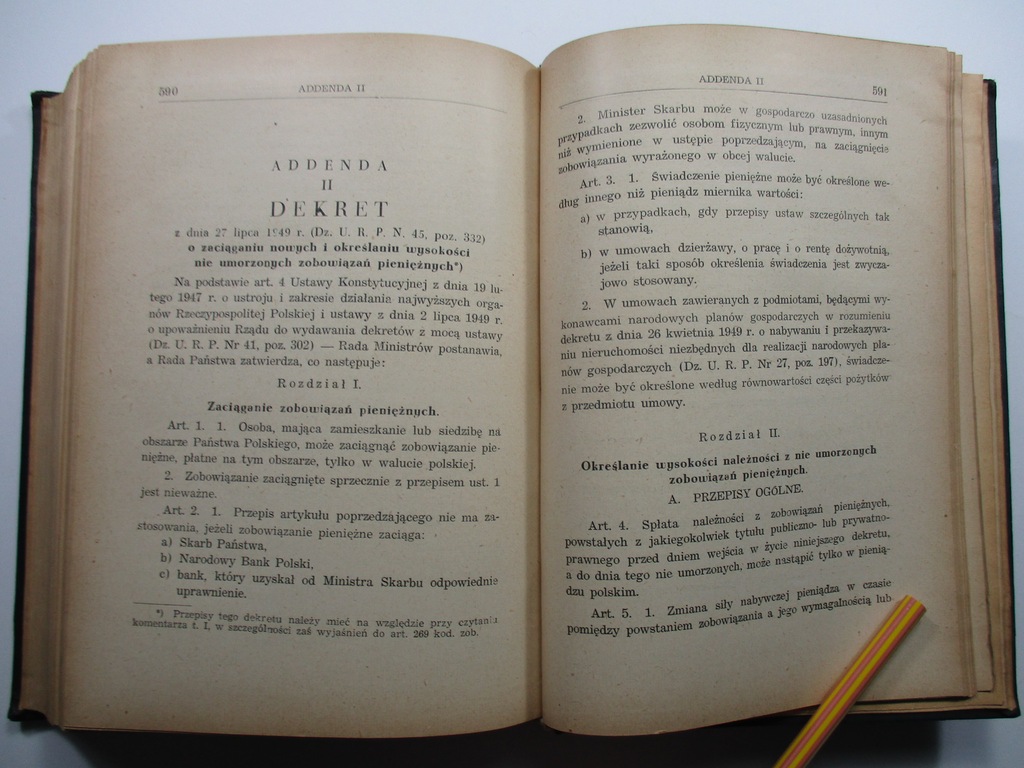 590
ADDENDA II
ADDENDA
II
DEKRET
z dnia 27 lipca 1949 r. (Dz. U. R. P. N. 45, poz. 332)
o zaciąganiu nowych i określaniu wysokości
nie umorzonych zobowiązań pieniężnych*)
Na podstawie art. 4 Ustawy Konstytucyjnej z dnia 19 lu-
tego 1947 r. o ustroju i zakresie działania najwyższych orga-
nów Rzeczypospolitej Polskiej i ustawy z dnia 2 lipca 1949 r.
o upoważnieniu Rządu do wydawania dekretów z mocą ustawy
(Dz. U. R. P. Nr 41, poz. 302) — Rada Ministrów postanawia,
a Rada Państwa zatwierdza, co następuje:
Rozdział I.
Zaciąganie zobowiązań pieniężnych.
Art. 1. 1. Osoba, mająca zamieszkanie lub siedzibę na
obszarze Państwa Polskiego, może zaciągnąć zobowiązanie pie-
niężne, płatne na tym obszarze, tylko w walucie polskiej.
2. Zobowiązanie zaciągnięte sprzecznie z przepisem ust. 1
jest nieważne.
Art. 2. 1. Przepis artykułu poprzedzającego nie ma za-
stosowania, jeżeli zobowiązanie pieniężne zaciąga:
a) Skarb Państwa,
b) Narodowy Bank Polski,
c) bank, który uzyskał od Ministra Skarbu odpowiednie
uprawnienie.
*) Przepisy tego dekretu należy mieć na względzie przy czytaniu
komentarza t. I, w szczególności zaś wyjaśnień do art. 269 kod. zob.
ADDENDA II
591
2. Minister Skarbu może w gospodarczo uzasadnionych
przypadkach zezwolić osobom fizycznym lub prawnym, innym
niż wymienione w ustępie poprzedzającym, na zaciągnięcie
zobowiązania wyrażonego w obcej walucie.
Art. 3. 1. Świadczenie pieniężne może być określone we-
dług innego niż pieniądz miernika wartości:
a) w przypadkach, gdy przepisy ustaw szczególnych tak
stanowią,
b) w umowach dzierżawy, o pracę i o rentę dożywotnią,
jeżeli taki sposób określenia świadczenia jest zwycza-
jowo stosowany.
2. W umowach zawieranych z podmiotami, będącymi wy-
konawcami narodowych planów gospodarczych w rozumieniu
dekretu z dnia 26 kwietnia 1949 r. o nabywaniu i przekazywa-
niu nieruchomości niezbędnych dla realizacji narodowych pla-
nów gospodarczych (Dz. U. R. P. Nr 27, poz. 197), świadcze-
nie może być określone według równowartości części pożytków
z przedmiotu umowy.
Rozdział II.
Określanie wysokości należności z nie umorzonych
zobowiązań pieniężnych.
A. PRZEPISY OGÓLNE.
Art. 4. Spłata należności z zobowiązań pieniężnych,
powstałych z jakiegokolwiek tytułu publiczno- lub prywatno-
prawnego przed dniem wejścia w życie niniejszego dekretu,
a do dnia tego nie umorzonych, może nastąpić tylko w pienią-
dzu polskim.
Art. 5. 1. Zmiana siły nabywczej pieniądza w czasie
pomiędzy powstaniem zobowiązania a jego wymagalnością lub